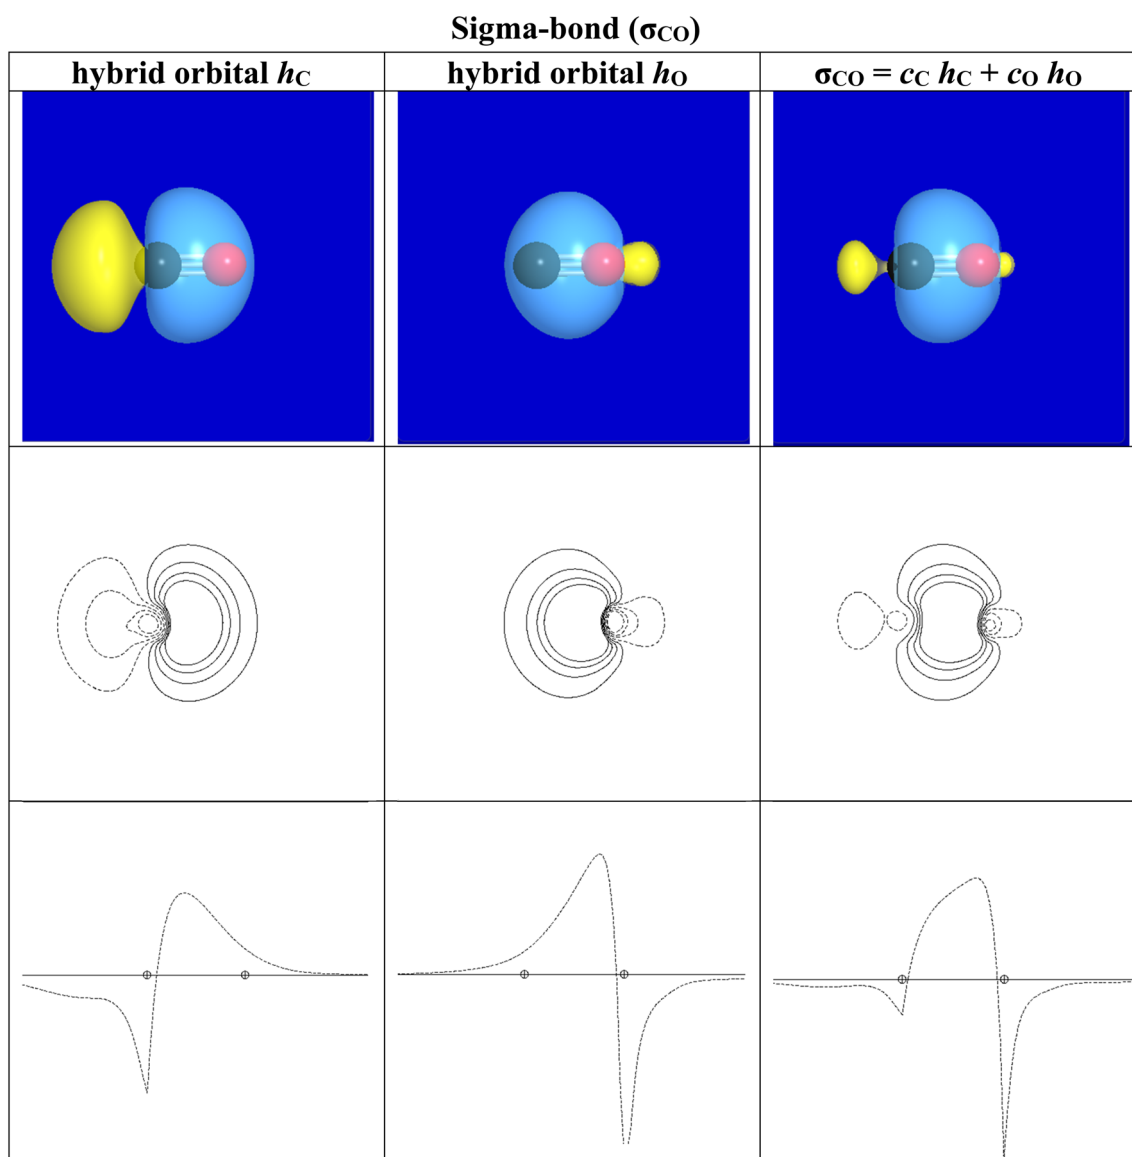 Sigma-bond (σCO)
hybrid orbital hC
hybrid orbital hO
σCO = cC hC + cO hO